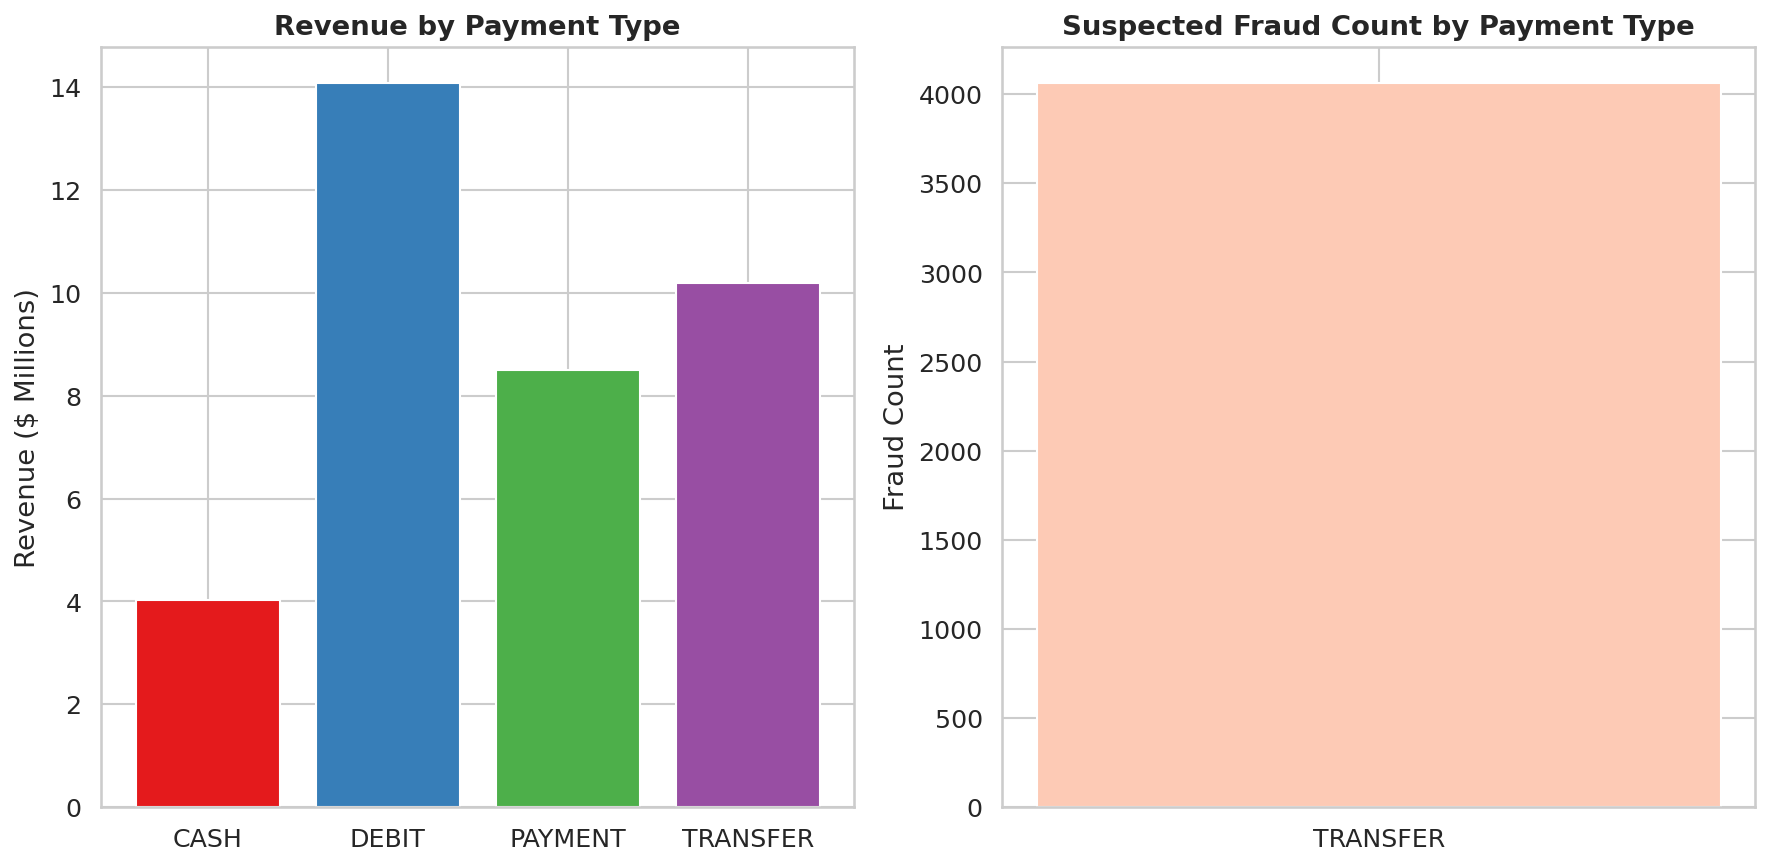 Revenue by Payment Type
Revenue ($ Millions)
14
12
10
8
6
4
2
0
CASH
DEBIT
PAYMENT
TRANSFER
Suspected Fraud Count by Payment Type
Fraud Count
4000
3500
3000
2500
2000
1500
1000
500
0
TRANSFER